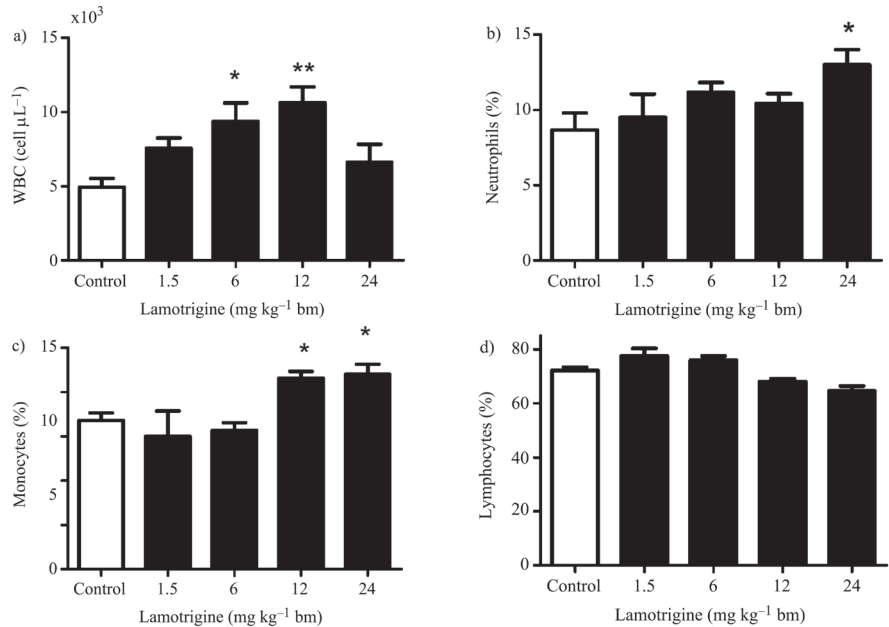 x10³
a)
15
10
5
0
WBC (cell µL⁻¹)
*
**
Control 1.5 6 12 24
Lamotrigine (mg kg⁻¹ bm)
b)
15
10
5
0
Neutrophils (%)
*
Control 1.5 6 12 24
Lamotrigine (mg kg⁻¹ bm)
c)
15
10
5
0
Monocytes (%)
*
*
Control 1.5 6 12 24
Lamotrigine (mg kg⁻¹ bm)
d)
80
60
40
80
0
Lymphocytes (%)
Control 1.5 6 12 24
Lamotrigine (mg kg⁻¹ bm)